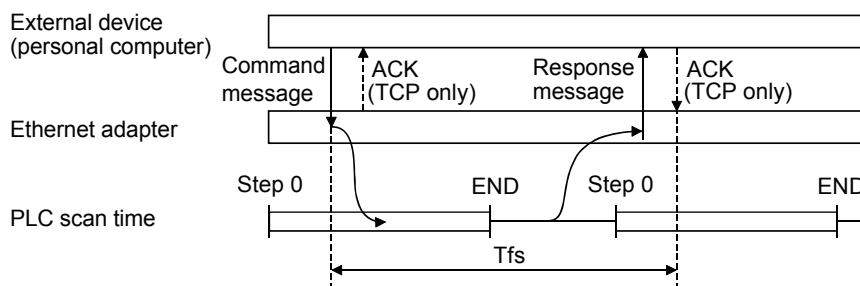 External device
(personal computer)
Command
message
ACK
(TCP only)
Response
message
ACK
(TCP only)
Ethernet adapter
Step 0
END
Step 0
END
PLC scan time
Tfs